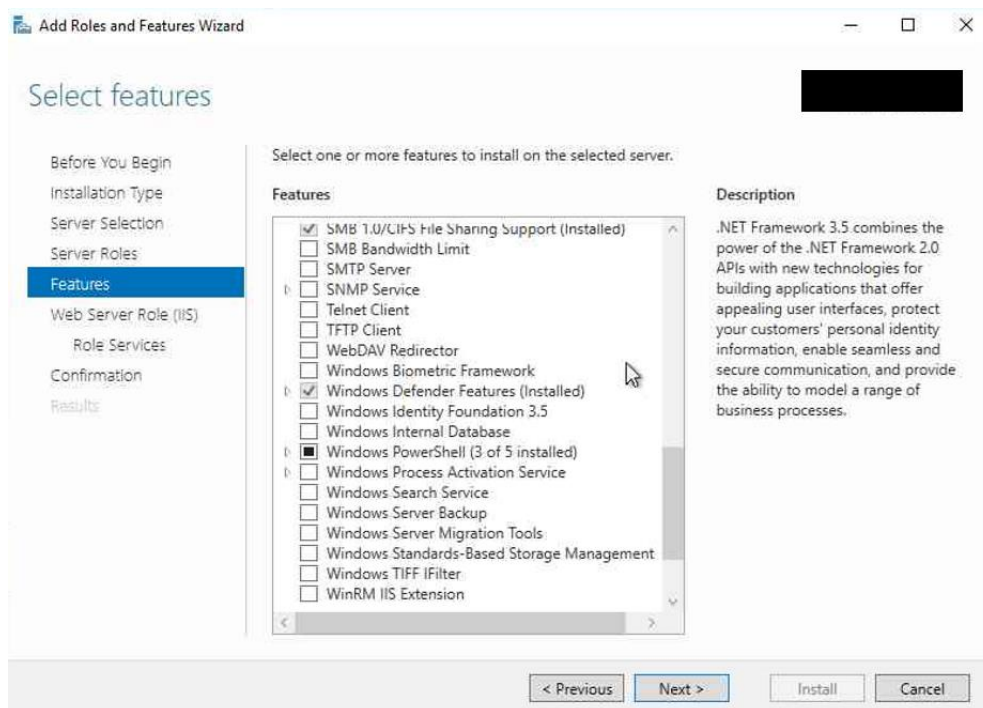 Add Roles and Features Wizard
Select features
Before You Begin
Installation Type
Server Selection
Server Roles
Features
Web Server Role (IIS)
Role Services
Confirmation
Results
Select one or more features to install on the selected server.
Features
SMB 1.0/CIFS File Sharing Support (Installed)
SMB Bandwidth Limit
SMTP Server
SNMP Service
Telnet Client
TFTP Client
WebDAV Redirector
Windows Biometric Framework
Windows Defender Features (Installed)
Windows Identity Foundation 3.5
Windows Internal Database
Windows PowerShell (3 of 5 installed)
Windows Process Activation Service
Windows Search Service
Windows Server Backup
Windows Server Migration Tools
Windows Standards-Based Storage Management
Windows TIFF IFilter
WinRM IIS Extension
Description
.NET Framework 3.5 combines the
power of the .NET Framework 2.0
APIs with new technologies for
building applications that offer
appealing user interfaces, protect
your customers' personal identity
information, enable seamless and
secure communication, and provide
the ability to model a range of
business processes.
< Previous
Next >
Install
Cancel